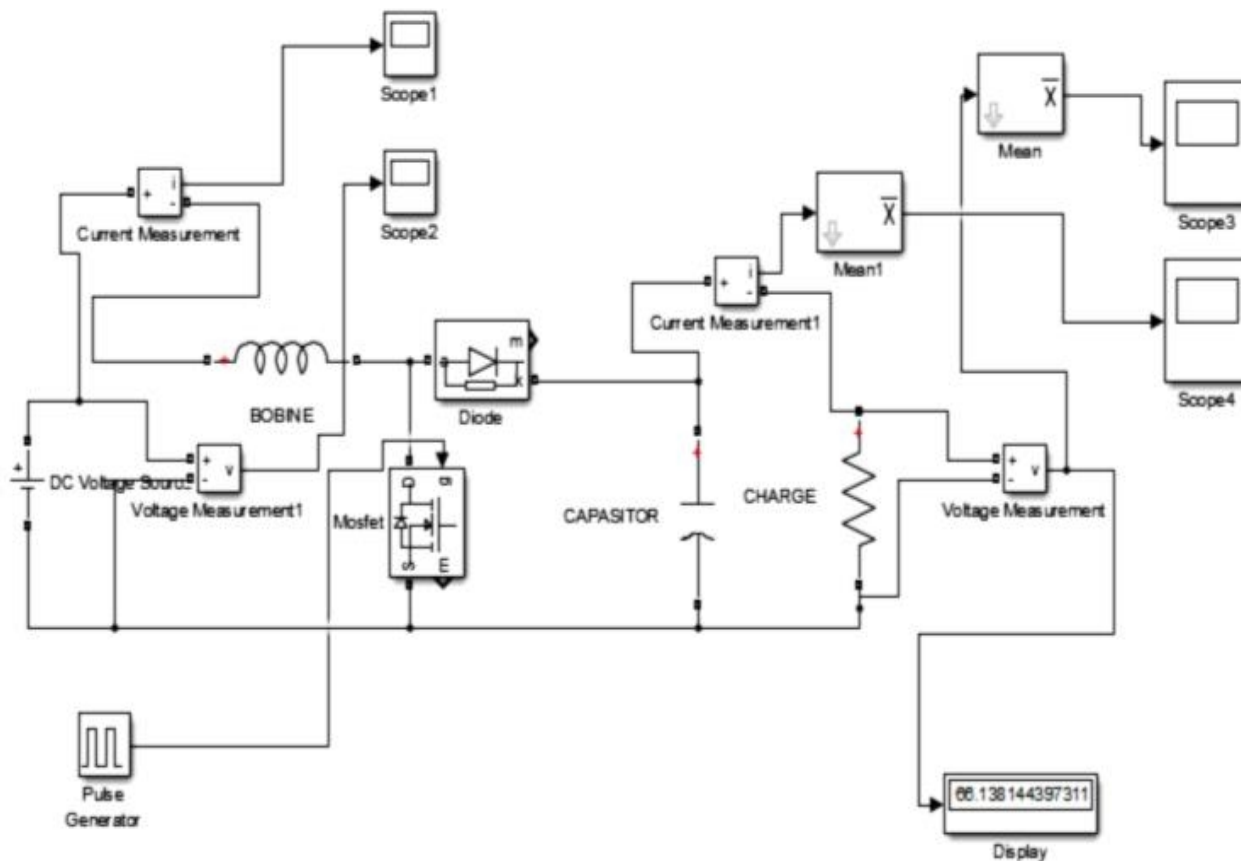 Scope1
Scope2
+
i
-
Current Measurement
X
Mean
Scope3
X
Mean1
+
i
-
Current Measurement1
Scope4
BOBINE
m
a
k
Diode
+
DC Voltage Sourc
+
-
v
Voltage Measurement1
Mosfet
D
g
S
m
CAPASITOR
CHARGE
+
-
v
Voltage Measurement
Pulse
Generator
66.138144397311
Display